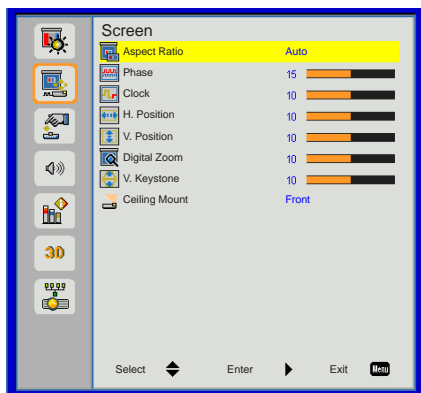 Screen
Aspect Ratio Auto
Phase 15
Clock 10
H. Position 10
V. Position 10
Digital Zoom 10
V. Keystone 10
Ceiling Mount Front
3D
Select Enter Exit Menu